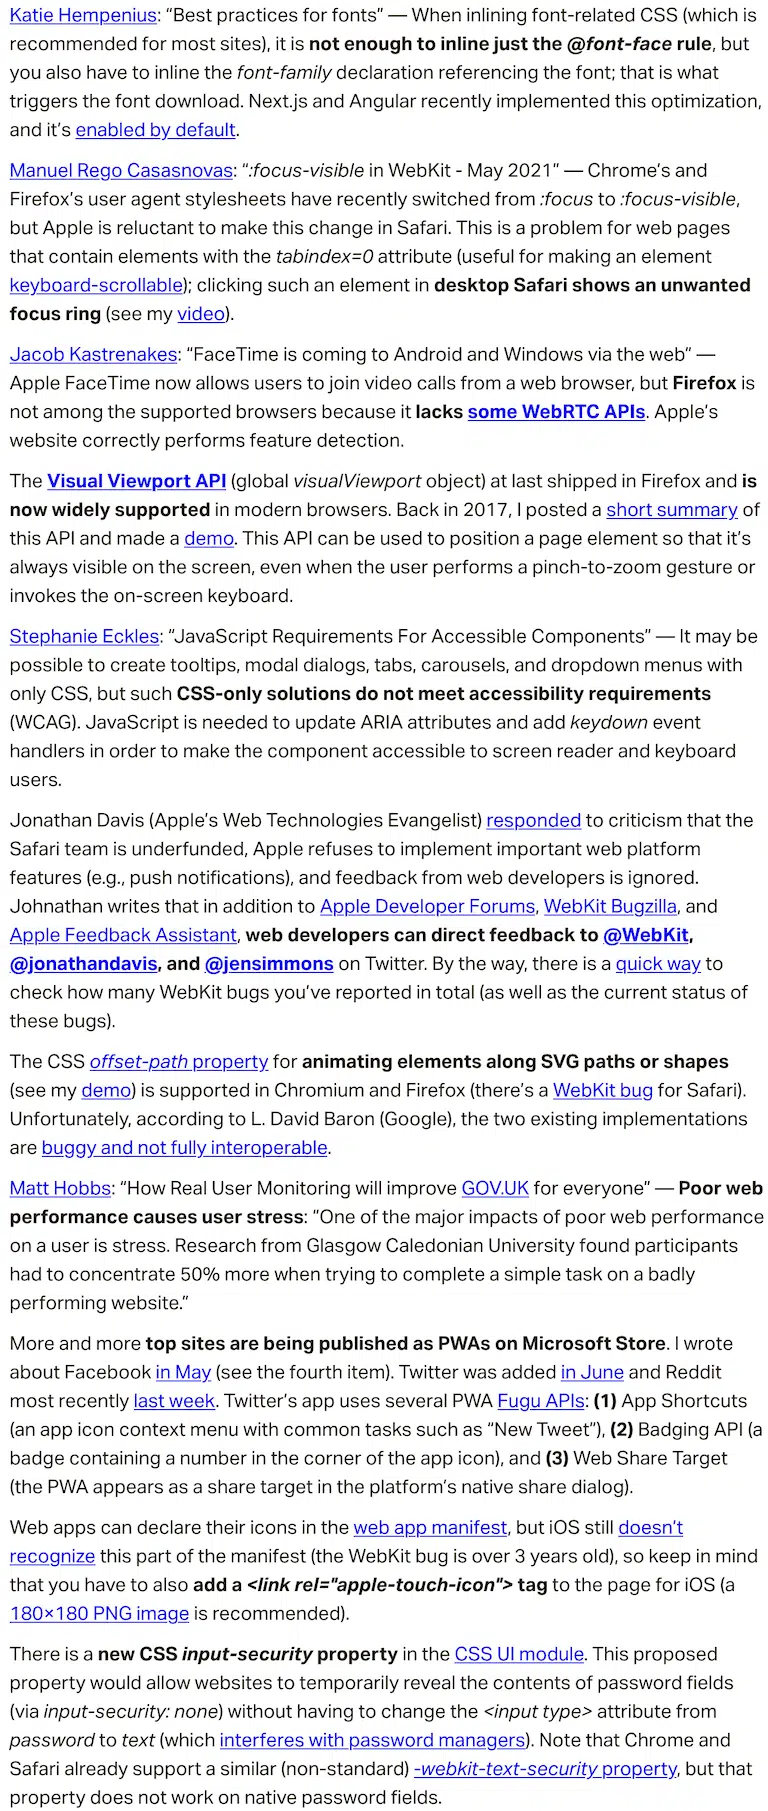 Katie Hempenius: “Best practices for fonts” — When inlining font-related CSS (which is
recommended for most sites), it is not enough to inline just the @font-face rule, but
you also have to inline the font-family declaration referencing the font; that is what
triggers the font download. Next.js and Angular recently implemented this optimization,
and it’s enabled by default.
Manuel Rego Casasnovas: “:focus-visible in WebKit - May 2021” — Chrome’s and
Firefox’s user agent stylesheets have recently switched from :focus to :focus-visible,
but Apple is reluctant to make this change in Safari. This is a problem for web pages
that contain elements with the tabindex=0 attribute (useful for making an element
keyboard-scrollable); clicking such an element in desktop Safari shows an unwanted
focus ring (see my video).
Jacob Kastrenakes: “FaceTime is coming to Android and Windows via the web” —
Apple FaceTime now allows users to join video calls from a web browser, but Firefox is
not among the supported browsers because it lacks some WebRTC APIs. Apple’s
website correctly performs feature detection.
The Visual Viewport API (global visualViewport object) at last shipped in Firefox and is
now widely supported in modern browsers. Back in 2017, I posted a short summary of
this API and made a demo. This API can be used to position a page element so that it’s
always visible on the screen, even when the user performs a pinch-to-zoom gesture or
invokes the on-screen keyboard.
Stephanie Eckles: “JavaScript Requirements For Accessible Components” — It may be
possible to create tooltips, modal dialogs, tabs, carousels, and dropdown menus with
only CSS, but such CSS-only solutions do not meet accessibility requirements
(WCAG). JavaScript is needed to update ARIA attributes and add keydown event
handlers in order to make the component accessible to screen reader and keyboard
users.
Jonathan Davis (Apple’s Web Technologies Evangelist) responded to criticism that the
Safari team is underfunded, Apple refuses to implement important web platform
features (e.g., push notifications), and feedback from web developers is ignored.
Johnathan writes that in addition to Apple Developer Forums, WebKit Bugzilla, and
Apple Feedback Assistant, web developers can direct feedback to @WebKit,
@jonathandavis, and @jensimmons on Twitter. By the way, there is a quick way to
check how many WebKit bugs you’ve reported in total (as well as the current status of
these bugs).
The CSS offset-path property for animating elements along SVG paths or shapes
(see my demo) is supported in Chromium and Firefox (there’s a WebKit bug for Safari).
Unfortunately, according to L. David Baron (Google), the two existing implementations
are buggy and not fully interoperable.
Matt Hobbs: “How Real User Monitoring will improve GOV.UK for everyone” — Poor web
performance causes user stress: “One of the major impacts of poor web performance
on a user is stress. Research from Glasgow Caledonian University found participants
had to concentrate 50% more when trying to complete a simple task on a badly
performing website.”
More and more top sites are being published as PWAs on Microsoft Store. I wrote
about Facebook in May (see the fourth item). Twitter was added in June and Reddit
most recently last week. Twitter’s app uses several PWA Fugu APIs: (1) App Shortcuts
(an app icon context menu with common tasks such as “New Tweet”), (2) Badging API (a
badge containing a number in the corner of the app icon), and (3) Web Share Target
(the PWA appears as a share target in the platform’s native share dialog).
Web apps can declare their icons in the web app manifest, but iOS still doesn’t
recognize this part of the manifest (the WebKit bug is over 3 years old), so keep in mind
that you have to also add a <link rel="apple-touch-icon"> tag to the page for iOS (a
180×180 PNG image is recommended).
There is a new CSS input-security property in the CSS UI module. This proposed
property would allow websites to temporarily reveal the contents of password fields
(via input-security: none) without having to change the <input type> attribute from
password to text (which interferes with password managers). Note that Chrome and
Safari already support a similar (non-standard) -webkit-text-security property, but that
property does not work on native password fields.